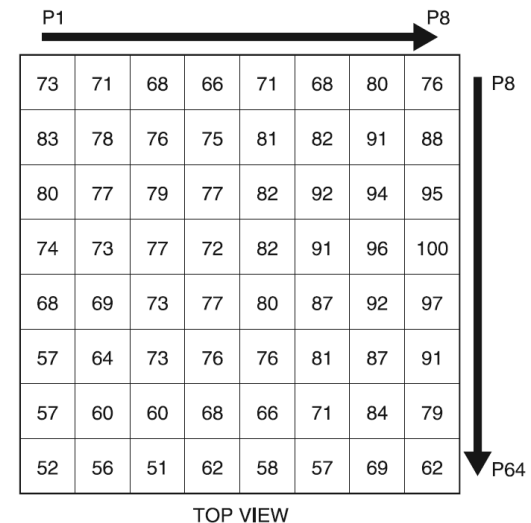 P1 P8
73 71 68 66 71 68 80 76 P8
83 78 76 75 81 82 91 88
80 77 79 77 82 92 94 95
74 73 77 72 82 91 96 100
68 69 73 77 80 87 92 97
57 64 73 76 76 81 87 91
57 60 60 68 66 71 84 79
52 56 51 62 58 57 69 62 P64
TOP VIEW